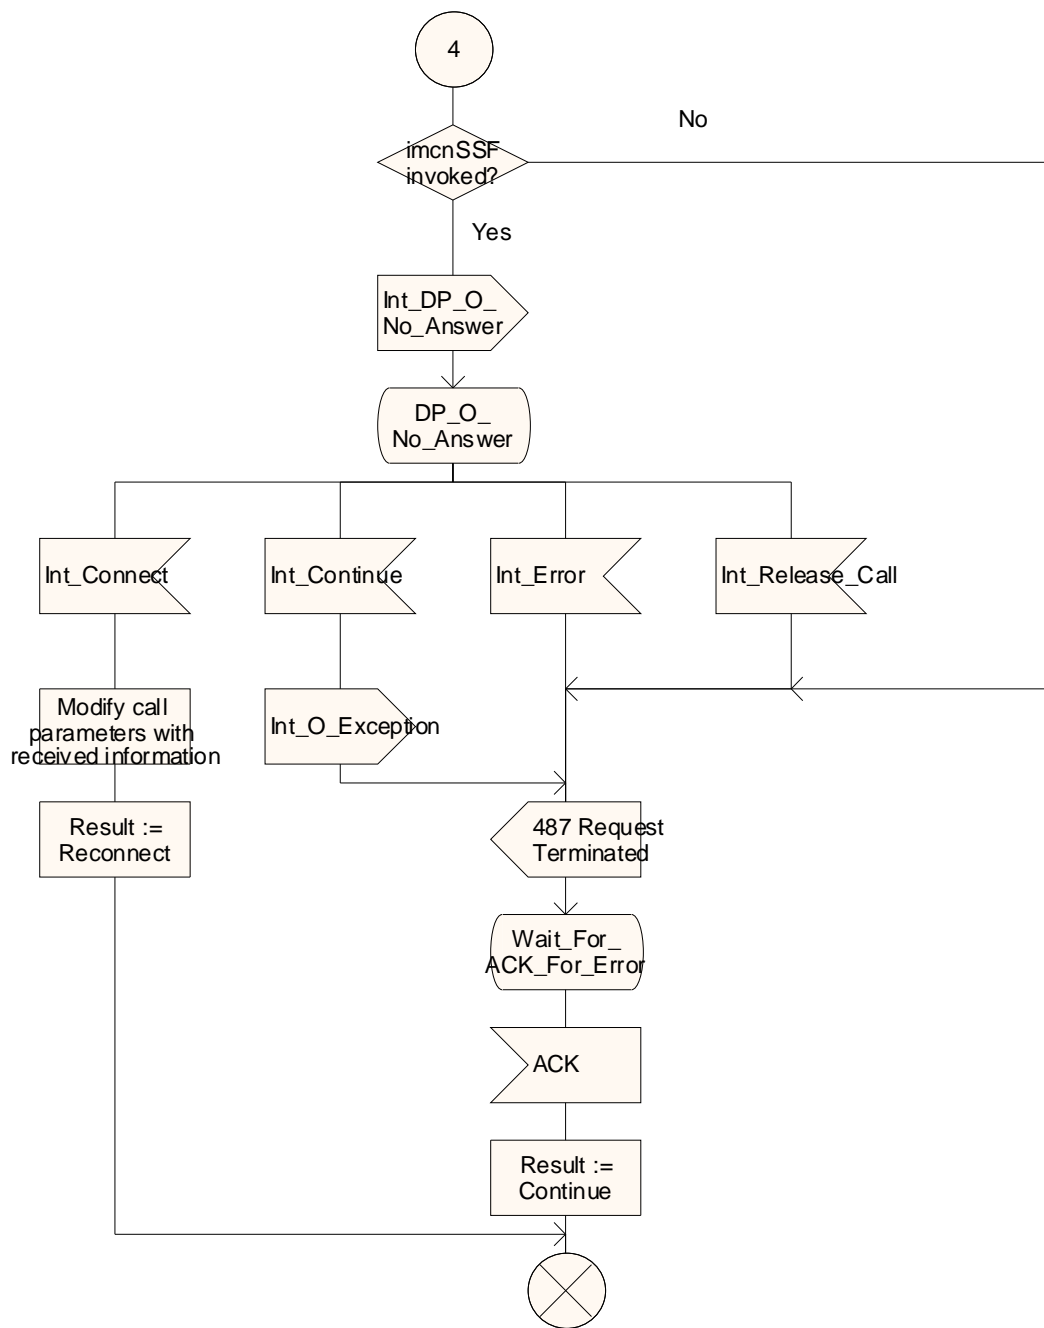 4
No
imcnSSF
invoked?
Yes
Int_DP_O_
No_Answer
DP_O_
No_Answer
Int_Connect
Int_Continue
Int_Error
Int_Release_Call
Modify call
parameters with
received information
Int_O_Exception
Result :=
Reconnect
487 Request
Terminated
Wait_For_
ACK_For_Error
ACK
Result :=
Continue